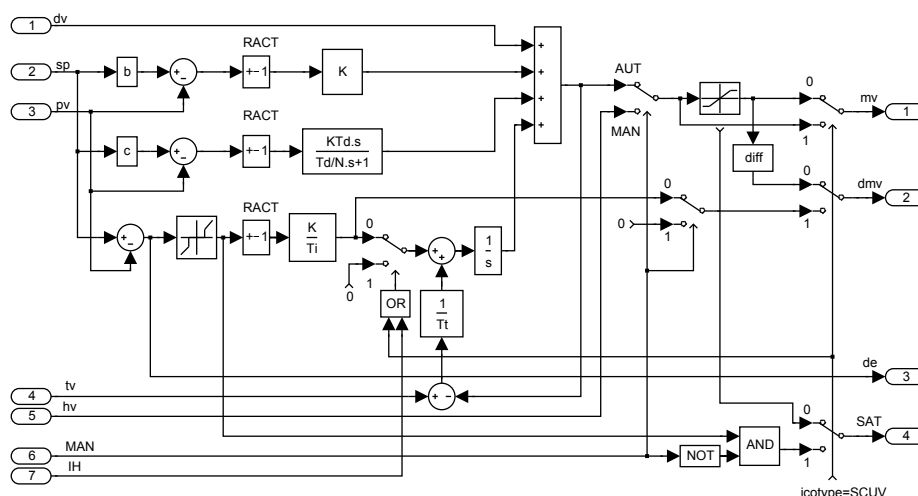 1 dv
RACT
2 sp b + − +−1 K
3 pv
RACT
c + − +−1 KTd.s
Td/N.s+1
+
+
+
+
AUT
MAN
0
1
mv
1
diff
0
1
dmv
2
+ − RACT
+−1 K
Ti
0
0
1
OR
+
+
1
s
1
Tt
0
0
1
de
3
4 tv + −
5 hv
MAN
6
IH
7
NOT
AND
0
1
SAT
4
icotype=SCUV